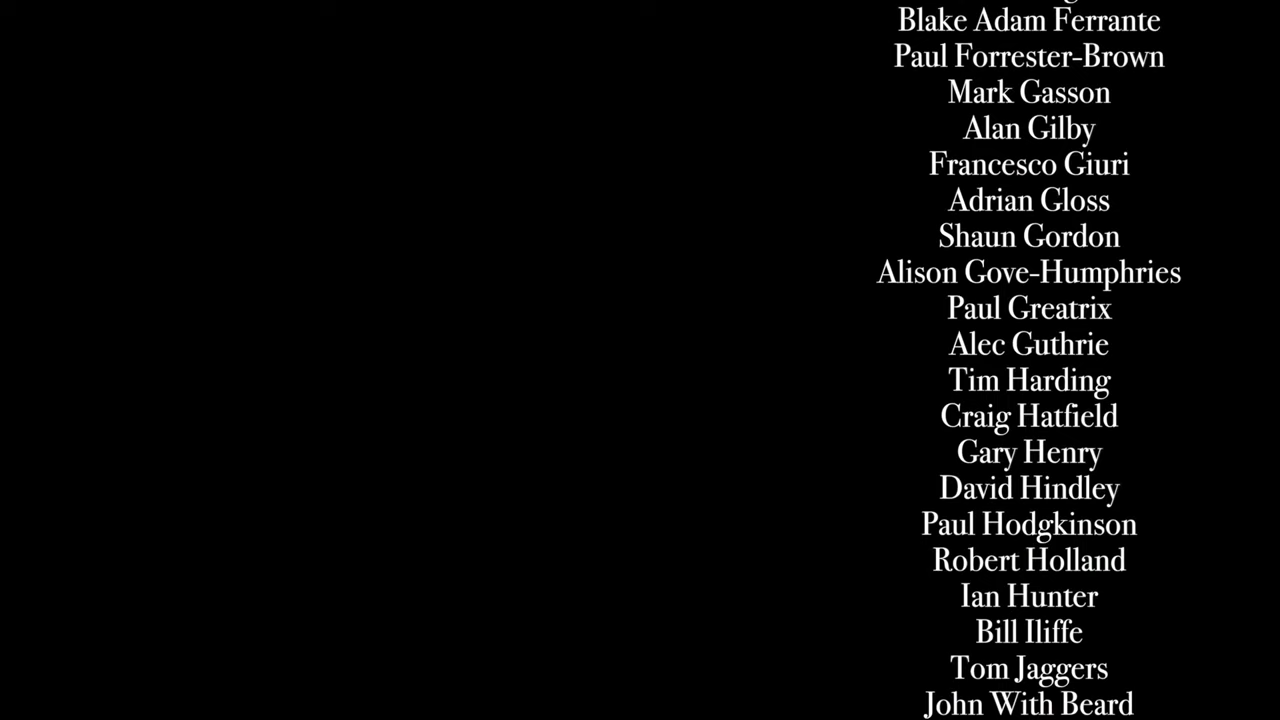 Blake Adam Ferrante
Paul Forrester-Brown
Mark Gasson
Alan Gilby
Francesco Giuri
Adrian Gloss
Shaun Gordon
Alison Gove-Humphries
Paul Greatrix
Alec Guthrie
Tim Harding
Craig Hatfield
Gary Henry
David Hindley
Paul Hodgkinson
Robert Holland
Ian Hunter
Bill Iliffe
Tom Jaggers
John With Beard